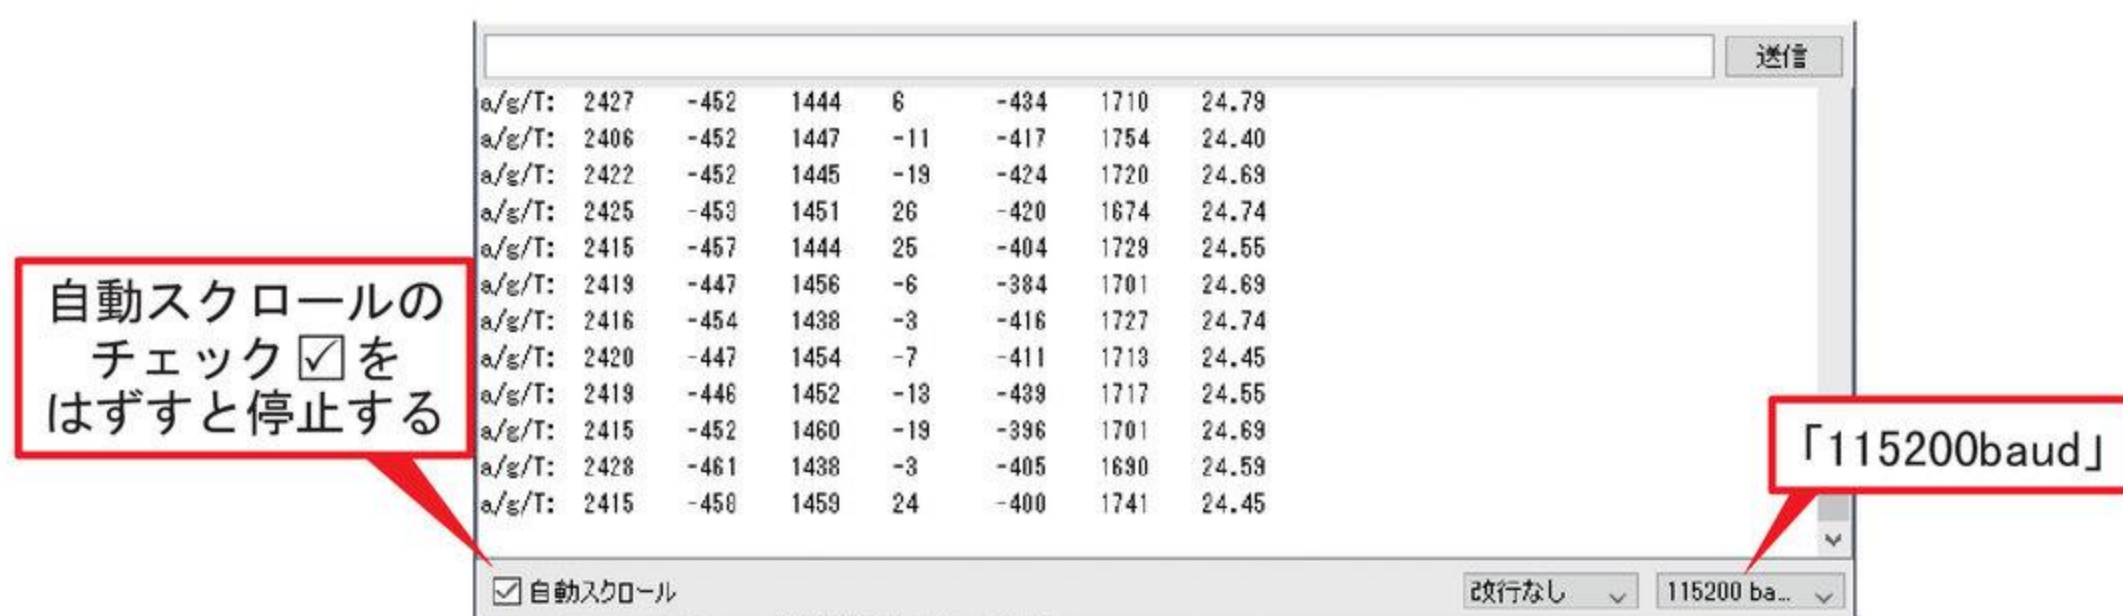 送信
a/g/T: 2427 -452 1444 6 -434 1710 24.79
a/g/T: 2406 -452 1447 -11 -417 1754 24.40
a/g/T: 2422 -452 1445 -19 -424 1720 24.69
a/g/T: 2425 -453 1451 26 -420 1674 24.74
a/g/T: 2415 -457 1444 25 -404 1729 24.55
a/g/T: 2419 -447 1456 -6 -384 1701 24.69
a/g/T: 2416 -454 1438 -3 -416 1727 24.74
a/g/T: 2420 -447 1454 -7 -411 1713 24.45
a/g/T: 2419 -446 1452 -13 -439 1717 24.55
a/g/T: 2415 -452 1460 -19 -396 1701 24.69
a/g/T: 2428 -461 1438 -3 -405 1690 24.59
a/g/T: 2415 -458 1459 24 -400 1741 24.45
自動スクロールの
チェック☑を
はずすと停止する
「115200baud」
☑自動スクロール
改行なし
115200 ba...